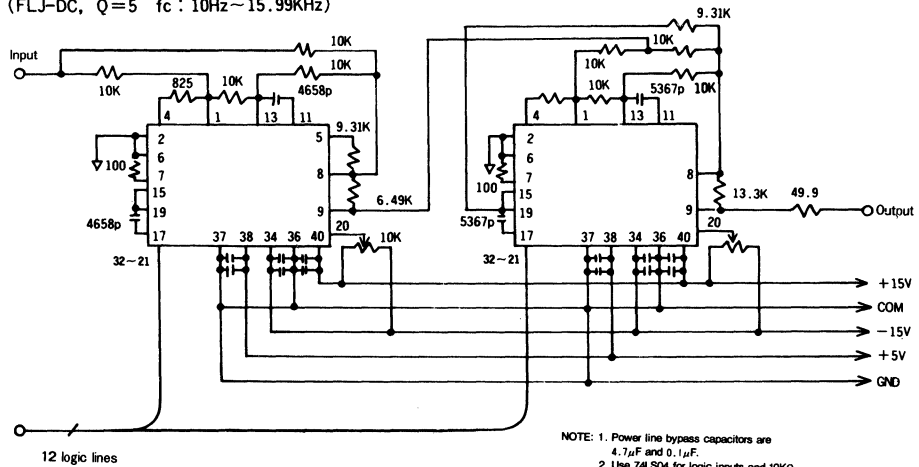 (FLJ-DC, Q=5 fc : 10Hz~15.99KHz)
9.31K
Input
10K
10K
10K
825
10K
10K
4658p
10K
10K
10K
5367p
10K
4
1
13
11
4
1
13
11
2
6
7
15
19
17
100
4658p
5
8
9
20
9.31K
6.49K
37
38
34
36
40
10K
32~21
2
6
7
15
19
17
100
5367p
8
9
20
13.3K
49.9
Output
37
38
34
36
40
32~21
+15V
COM
-15V
+5V
GND
12 logic lines
NOTE: 1. Power line bypass capacitors are
4.7μF and 0.1μF.
2. Use 74LS04 for logic inputs and 10KΩ